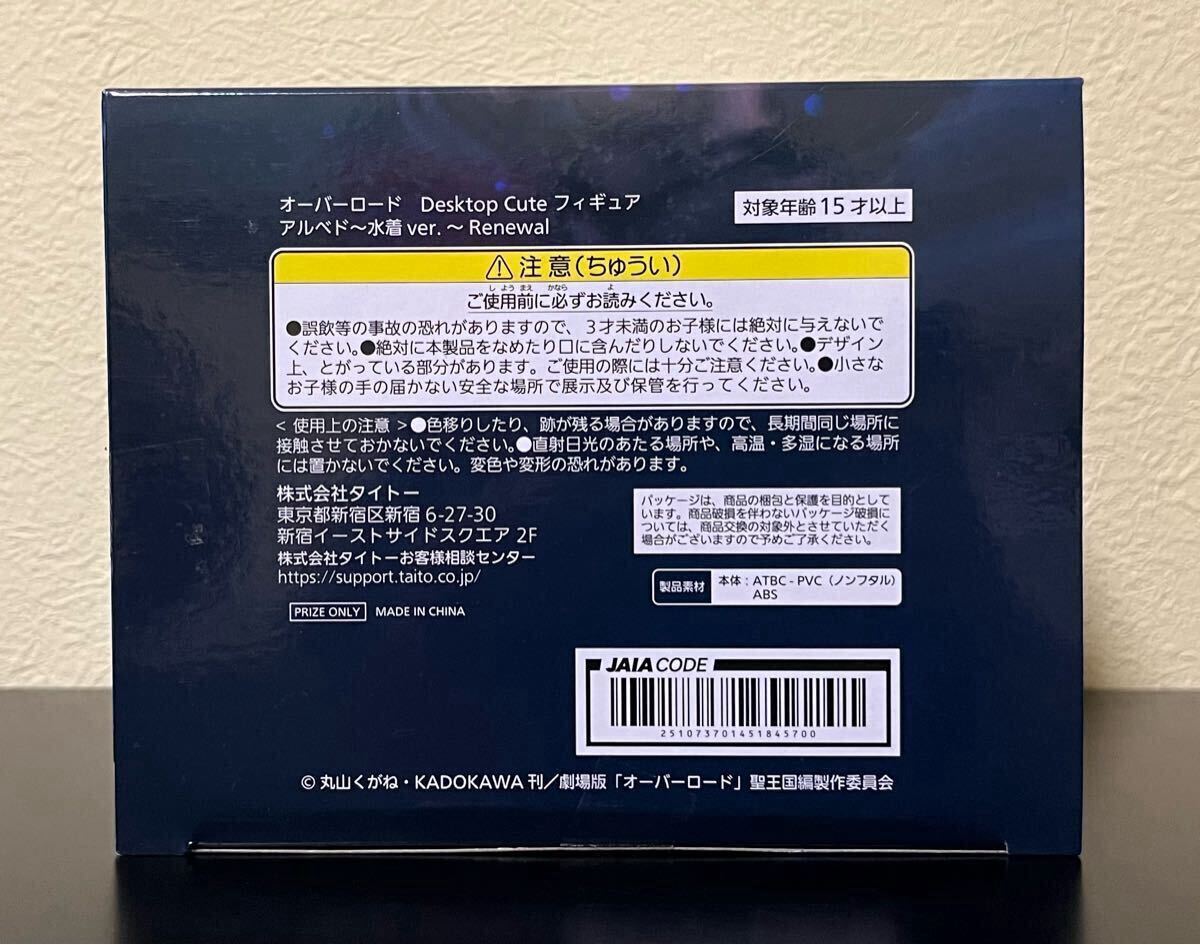 オーバーロード Desktop Cute フィギュア
アルベド〜水着 ver.〜 Renewal
対象年齢 15 才以上
⚠注意(ちゅうい)
しようまえ かなら よ
ご使用前に必ずお読みください。
●誤飲等の事故の恐れがありますので、3才未満のお子様には絶対に与えないで
ください。●絶対に本製品をなめたり口に含んだりしないでください。●デザイン
上、とがっている部分があります。ご使用の際には十分ご注意ください。●小さな
お子様の手の届かない安全な場所で展示及び保管を行ってください。
< 使用上の注意 >●色移りしたり、跡が残る場合がありますので、長期間同じ場所に
接触させておかないでください。●直射日光のあたる場所や、高温・多湿になる場所
には置かないでください。変色や変形の恐れがあります。
株式会社タイトー
東京都新宿区新宿 6-27-30
新宿イーストサイドスクエア 2F
株式会社タイトーお客様相談センター
https://support.taito.co.jp/
PRIZE ONLY MADE IN CHINA
パッケージは、商品の梱包と保護を目的として
います。商品破損を伴わないパッケージ破損に
ついては、商品交換の対象外とさせていただく
場合がございますので予めご了承ください。
製品素材 本体:ATBC-PVC(ノンフタル)
ABS
JAIA CODE
251073701451845700
© 丸山くがね・KADOKAWA 刊/劇場版「オーバーロード」聖王国編製作委員会